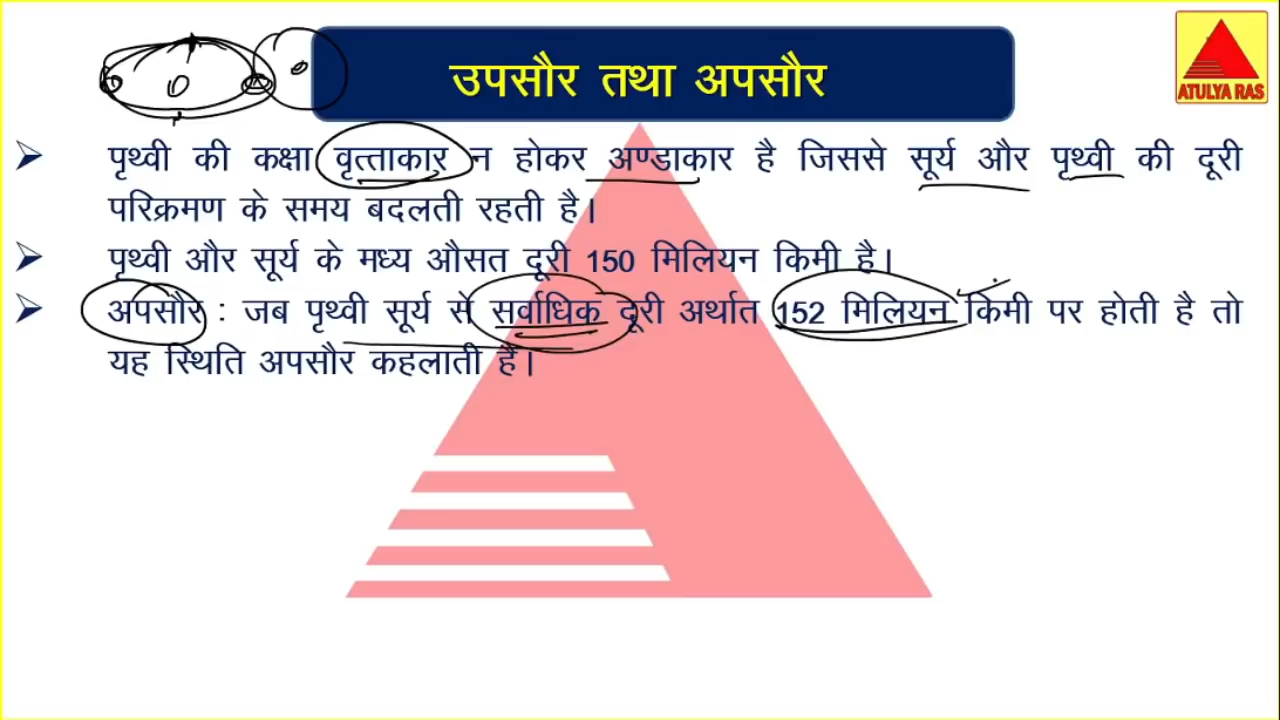 उपसौर तथा अपसौर
ATULYA RAS
पृथ्वी की कक्षा वृत्ताकार न होकर अण्डाकार है जिससे सूर्य और पृथ्वी की दूरी
परिक्रमण के समय बदलती रहती है।
पृथ्वी और सूर्य के मध्य औसत दूरी 150 मिलियन किमी है।
अपसौर : जब पृथ्वी सूर्य से सर्वाधिक दूरी अर्थात 152 मिलियन किमी पर होती है तो
यह स्थिति अपसौर कहलाती है।